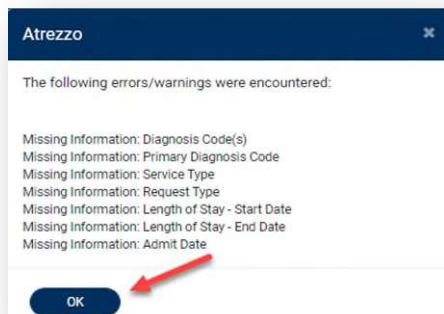 Atrezzo
The following errors/warnings were encountered:
Missing Information: Diagnosis Code(s)
Missing Information: Primary Diagnosis Code
Missing Information: Service Type
Missing Information: Request Type
Missing Information: Length of Stay - Start Date
Missing Information: Length of Stay - End Date
Missing Information: Admit Date
OK